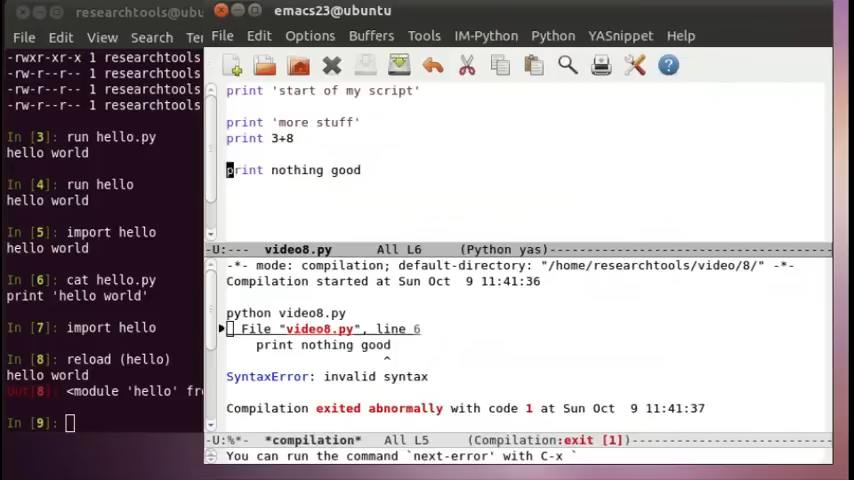 researchtools@ubu
File Edit View Search Ter
-rwxr-xr-x 1 researchtools
-rw-r--r-- 1 researchtools
-rw-r--r-- 1 researchtools
-rw-r--r-- 1 researchtools
In [3]: run hello.py
hello world
In [4]: run hello
hello world
In [5]: import hello
hello world
In [6]: cat hello.py
print 'hello world'
In [7]: import hello
In [8]: reload (hello)
hello world
Out[8]: <module 'hello' fro
In [9]:
emacs23@ubuntu
File Edit Options Buffers Tools IM-Python Python YASnippet Help
print 'start of my script'
print 'more stuff'
print 3+8
print nothing good
-U:--- video8.py All L6 (Python yas)-----------------------------------
-*- mode: compilation; default-directory: "/home/researchtools/video/8/" -*-
Compilation started at Sun Oct 9 11:41:36
python video8.py
File "video8.py", line 6
print nothing good
^
SyntaxError: invalid syntax
Compilation exited abnormally with code 1 at Sun Oct 9 11:41:37
-U:%*- *compilation* All L5 (Compilation:exit [1])---------------------------
You can run the command `next-error' with C-x `